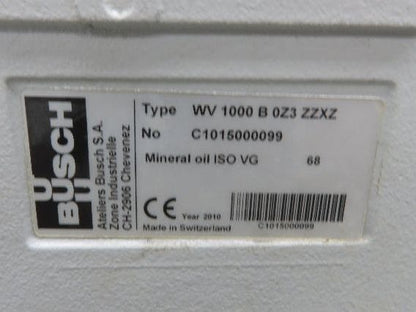 BUSCH
Ateliers Busch S.A.
Zone Industrielle
CH-2906 Chevenez
Type WV 1000 B 0Z3 ZZXZ
No C1015000099
Mineral oil ISO VG 68
CE Year 2010
Made in Switzerland
C1015000099